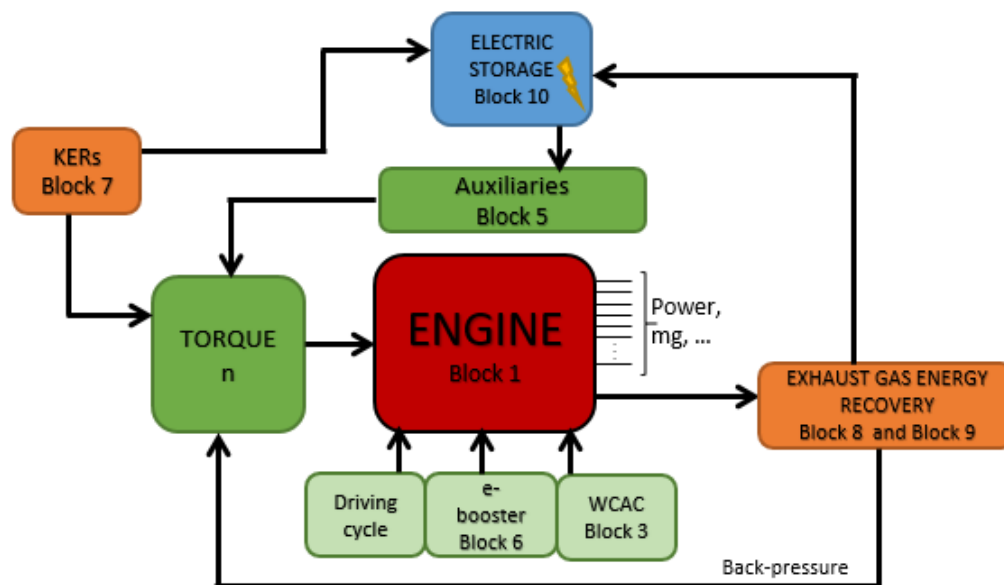 ELECTRIC
STORAGE
Block 10
KERs
Block 7
Auxiliaries
Block 5
TORQUE
n
ENGINE
Block 1
Power,
mg, ...
EXHAUST GAS ENERGY
RECOVERY
Block 8 and Block 9
Driving
cycle
e-
booster
Block 6
WCAC
Block 3
Back-pressure